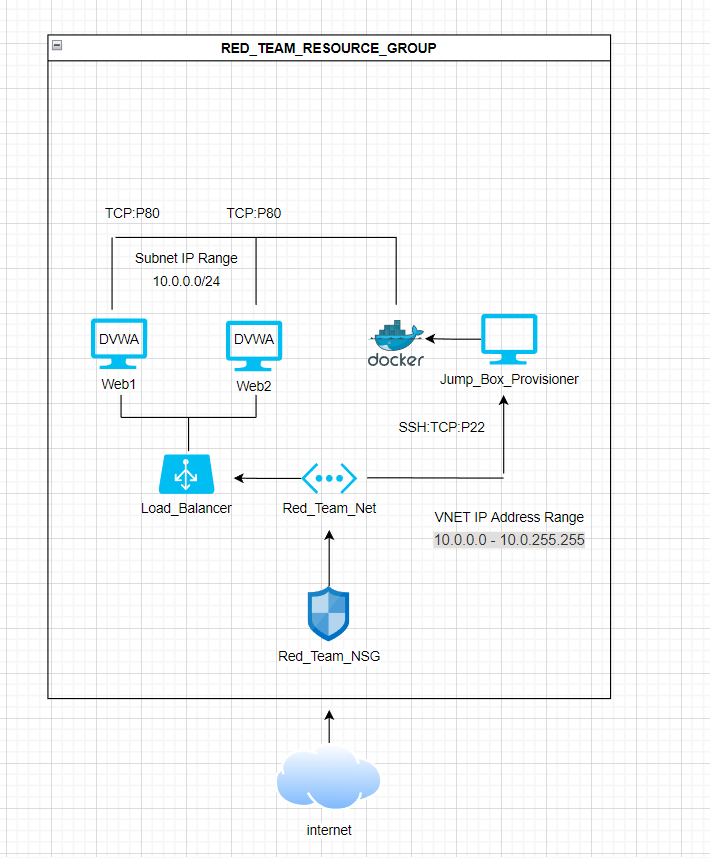 RED_TEAM_RESOURCE_GROUP
TCP:P80
TCP:P80
Subnet IP Range
10.0.0.0/24
DVWA
DVWA
docker
Web1
Web2
Jump_Box_Provisioner
SSH:TCP:P22
Load_Balancer
Red_Team_Net
VNET IP Address Range
10.0.0.0 - 10.0.255.255
Red_Team_NSG
internet